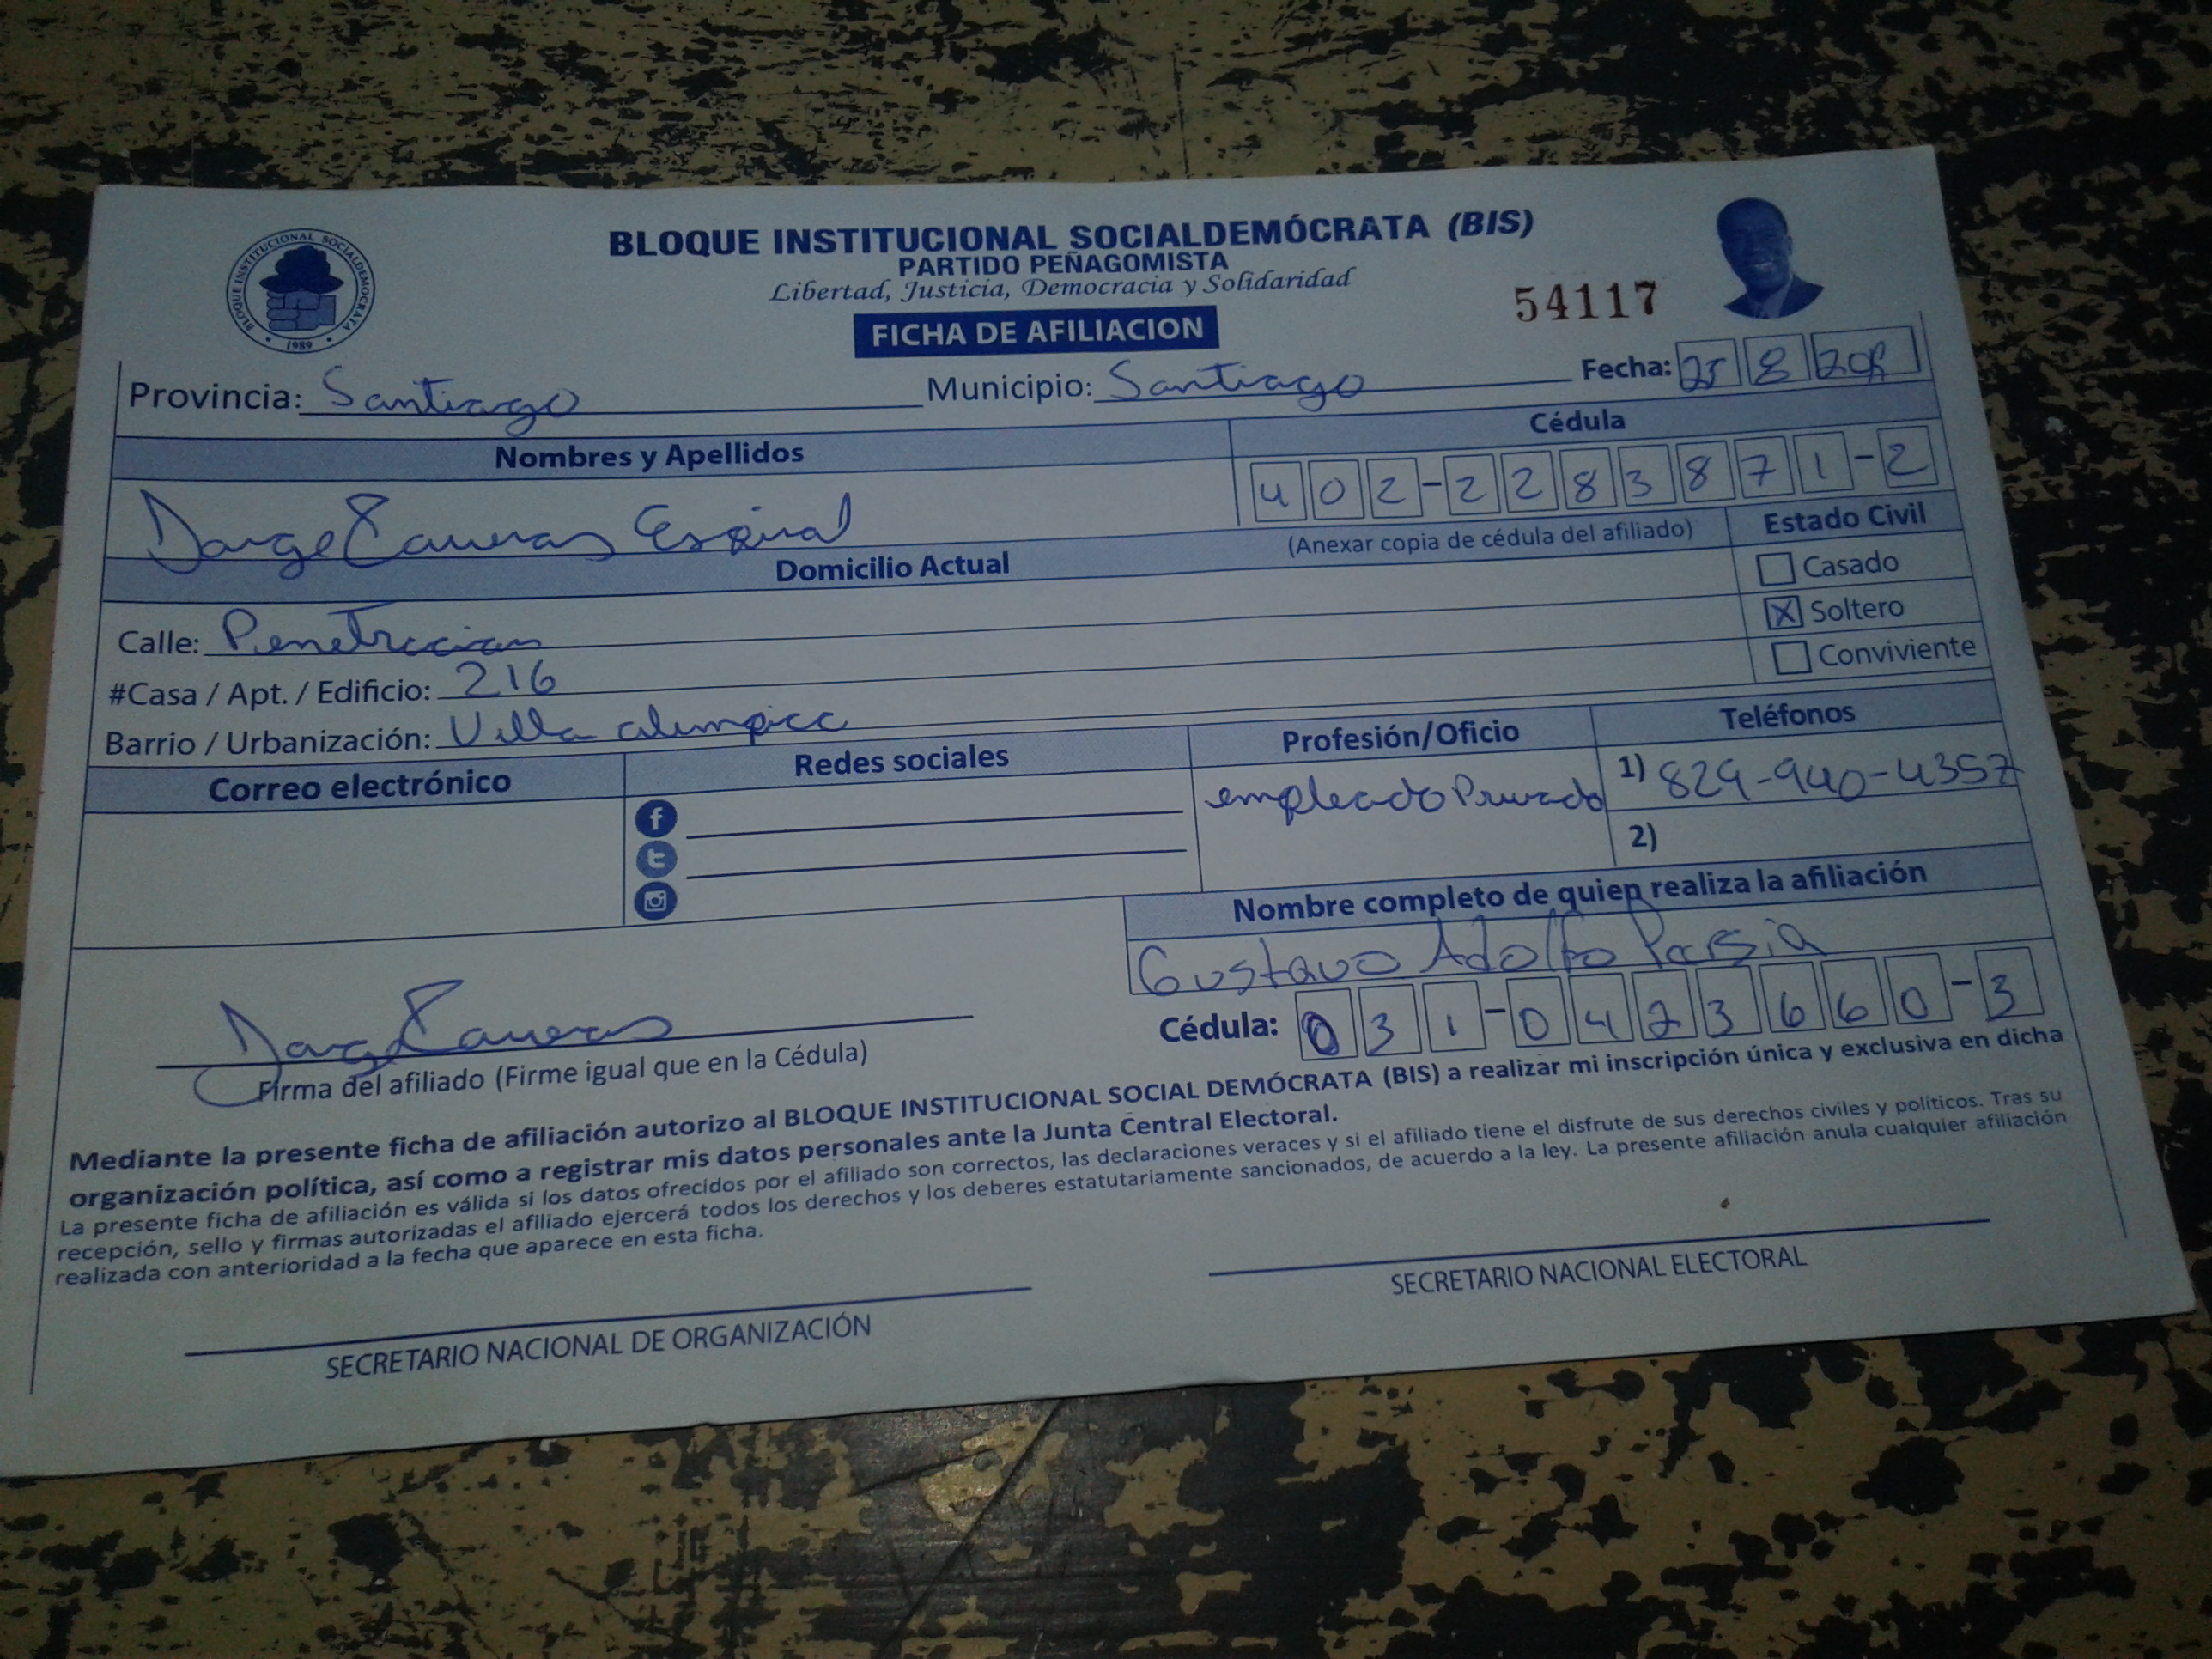 BLOQUE INSTITUCIONAL SOCIALDEMÓCRATA (BIS)
PARTIDO PEÑAGOMISTA
Libertad, Justicia, Democracia y Solidaridad
BLOQUE INSTITUCIONAL SOCIALDEMOCRATA
1989
54117
FICHA DE AFILIACION
Provincia: Santiago Municipio: Santiago Fecha: 25 8
Nombres y Apellidos Cédula
Espinal 402-2283871-2
(Anexar copia de cédula del afiliado) Estado Civil
Domicilio Actual
Casado
Calle: Penetracion
X Soltero
#Casa / Apt. / Edificio: 216
Conviviente
Barrio / Urbanización: Villa olimpica
Correo electrónico Redes sociales Profesión/Oficio Teléfonos
empleado Privado 1) 829-940-4357
2)
Nombre completo de quien realiza la afiliación
Gustavo Adolfo
Cédula: 031-0423660-3
Firma del afiliado (Firme igual que en la Cédula)
Mediante la presente ficha de afiliación autorizo al BLOQUE INSTITUCIONAL SOCIAL DEMÓCRATA (BIS) a realizar mi inscripción única y exclusiva en dicha
organización política, así como a registrar mis datos personales ante la Junta Central Electoral.
La presente ficha de afiliación es válida si los datos ofrecidos por el afiliado son correctos, las declaraciones veraces y si el afiliado tiene el disfrute de sus derechos civiles y políticos. Tras su
recepción, sello y firmas autorizadas el afiliado ejercerá todos los derechos y los deberes estatutariamente sancionados, de acuerdo a la ley. La presente afiliación anula cualquier afiliación
realizada con anterioridad a la fecha que aparece en esta ficha.
SECRETARIO NACIONAL DE ORGANIZACIÓN SECRETARIO NACIONAL ELECTORAL